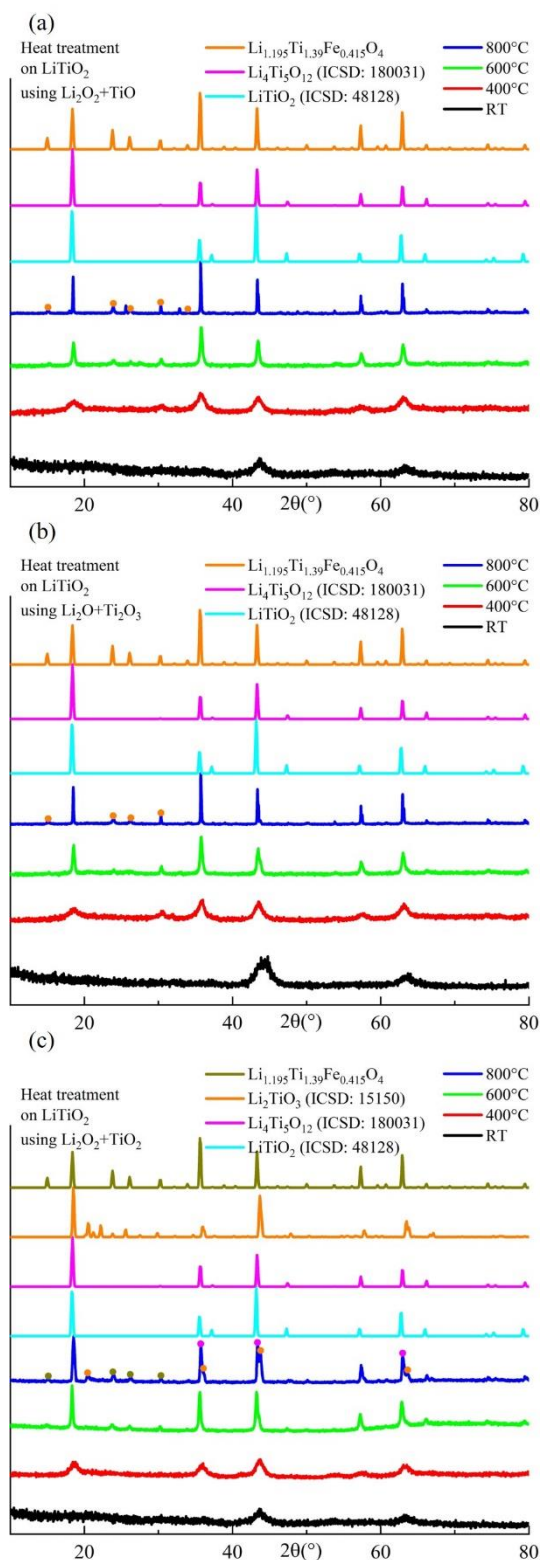 (a)
Heat treatment
on LiTiO₂
using Li₂O₂+TiO
Li₁.₁₉₅Ti₁.₃₉Fe₀.₄₁₅O₄
Li₄Ti₅O₁₂ (ICSD: 180031)
LiTiO₂ (ICSD: 48128)
800°C
600°C
400°C
RT
20 40 2θ(°) 60 80
(b)
Heat treatment
on LiTiO₂
using Li₂O+Ti₂O₃
Li₁.₁₉₅Ti₁.₃₉Fe₀.₄₁₅O₄
Li₄Ti₅O₁₂ (ICSD: 180031)
LiTiO₂ (ICSD: 48128)
800°C
600°C
400°C
RT
20 40 2θ(°) 60 80
(c)
Heat treatment
on LiTiO₂
using Li₂O₂+TiO₂
Li₁.₁₉₅Ti₁.₃₉Fe₀.₄₁₅O₄
Li₂TiO₃ (ICSD: 15150)
Li₄Ti₅O₁₂ (ICSD: 180031)
LiTiO₂ (ICSD: 48128)
800°C
600°C
400°C
RT
20 40 2θ(°) 60 80